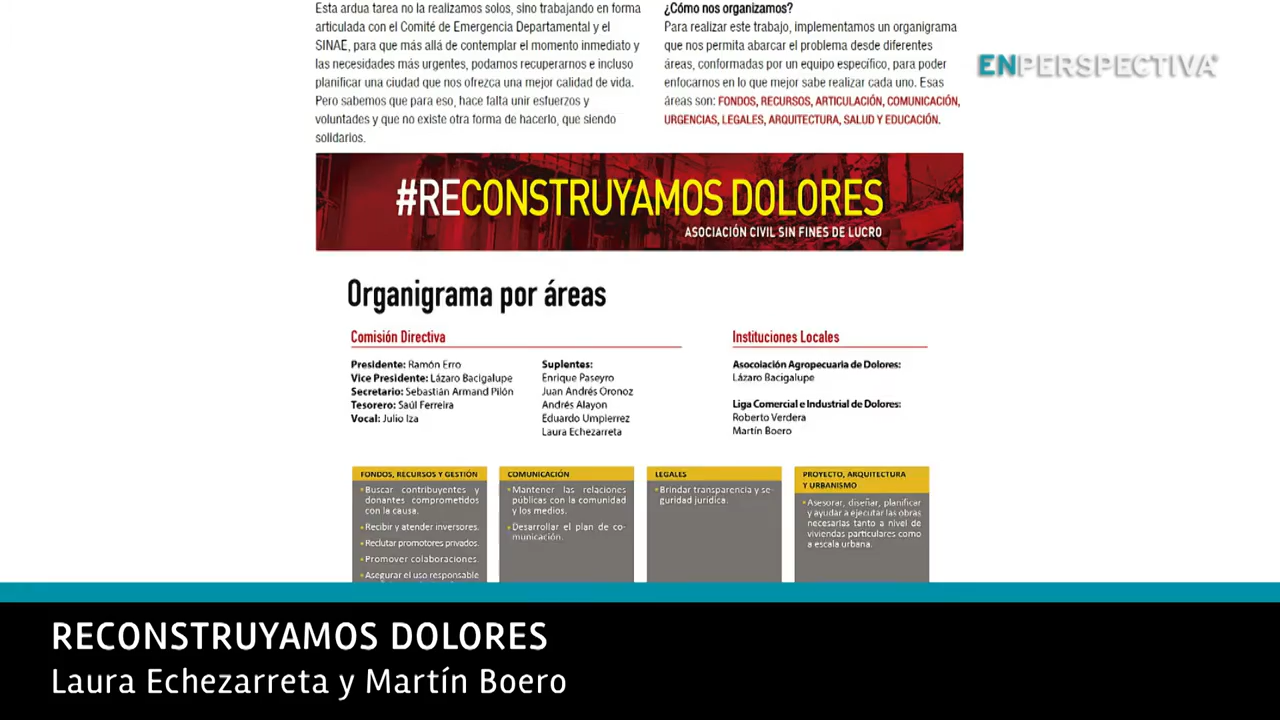 Esta ardua tarea no la realizamos solos, sino trabajando en forma
articulada con el Comité de Emergencia Departamental y el
SINAE, para que más allá de contemplar el momento inmediato y
las necesidades más urgentes, podamos recuperarnos e incluso
planificar una ciudad que nos ofrezca una mejor calidad de vida.
Pero sabemos que para eso, hace falta unir esfuerzos y
voluntades y que no existe otra forma de hacerlo, que siendo
solidarios.
¿Cómo nos organizamos?
Para realizar este trabajo, implementamos un organigrama
que nos permita abarcar el problema desde diferentes
áreas, conformadas por un equipo específico, para poder
enfocarnos en lo que mejor sabe realizar cada uno. Esas
áreas son: FONDOS, RECURSOS, ARTICULACIÓN, COMUNICACIÓN,
URGENCIAS, LEGALES, ARQUITECTURA, SALUD Y EDUCACIÓN.
ENPERSPECTIVA
#RECONSTRUYAMOS DOLORES
ASOCIACIÓN CIVIL SIN FINES DE LUCRO
Organigrama por áreas
Comisión Directiva
Presidente: Ramón Erro
Vice Presidente: Lázaro Bacigalupe
Secretario: Sebastián Armand Pilón
Tesorero: Saúl Ferreira
Vocal: Julio Iza
Suplentes:
Enrique Paseyro
Juan Andrés Oronoz
Andrés Alayon
Eduardo Umpierrez
Laura Echezarreta
Instituciones Locales
Asocoiación Agropecuaria de Dolores:
Lázaro Bacigalupe
Liga Comercial e Industrial de Dolores:
Roberto Verdera
Martín Boero
FONDOS, RECURSOS Y GESTIÓN
• Buscar contribuyentes y
donantes comprometidos
con la causa.
• Recibir y atender inversores.
• Reclutar promotores privados.
• Promover colaboraciones.
• Asegurar el uso responsable
COMUNICACIÓN
• Mantener las relaciones
públicas con la comunidad
y los medios.
• Desarrollar el plan de co-
municación.
LEGALES
• Brindar transparencia y se-
guridad jurídica.
PROYECTO, ARQUITECTURA
Y URBANISMO
• Asesorar, diseñar, planificar
y ayudar a ejecutar las obras
necesarias tanto a nivel de
viviendas particulares como
a escala urbana.
RECONSTRUYAMOS DOLORES
Laura Echezarreta y Martín Boero